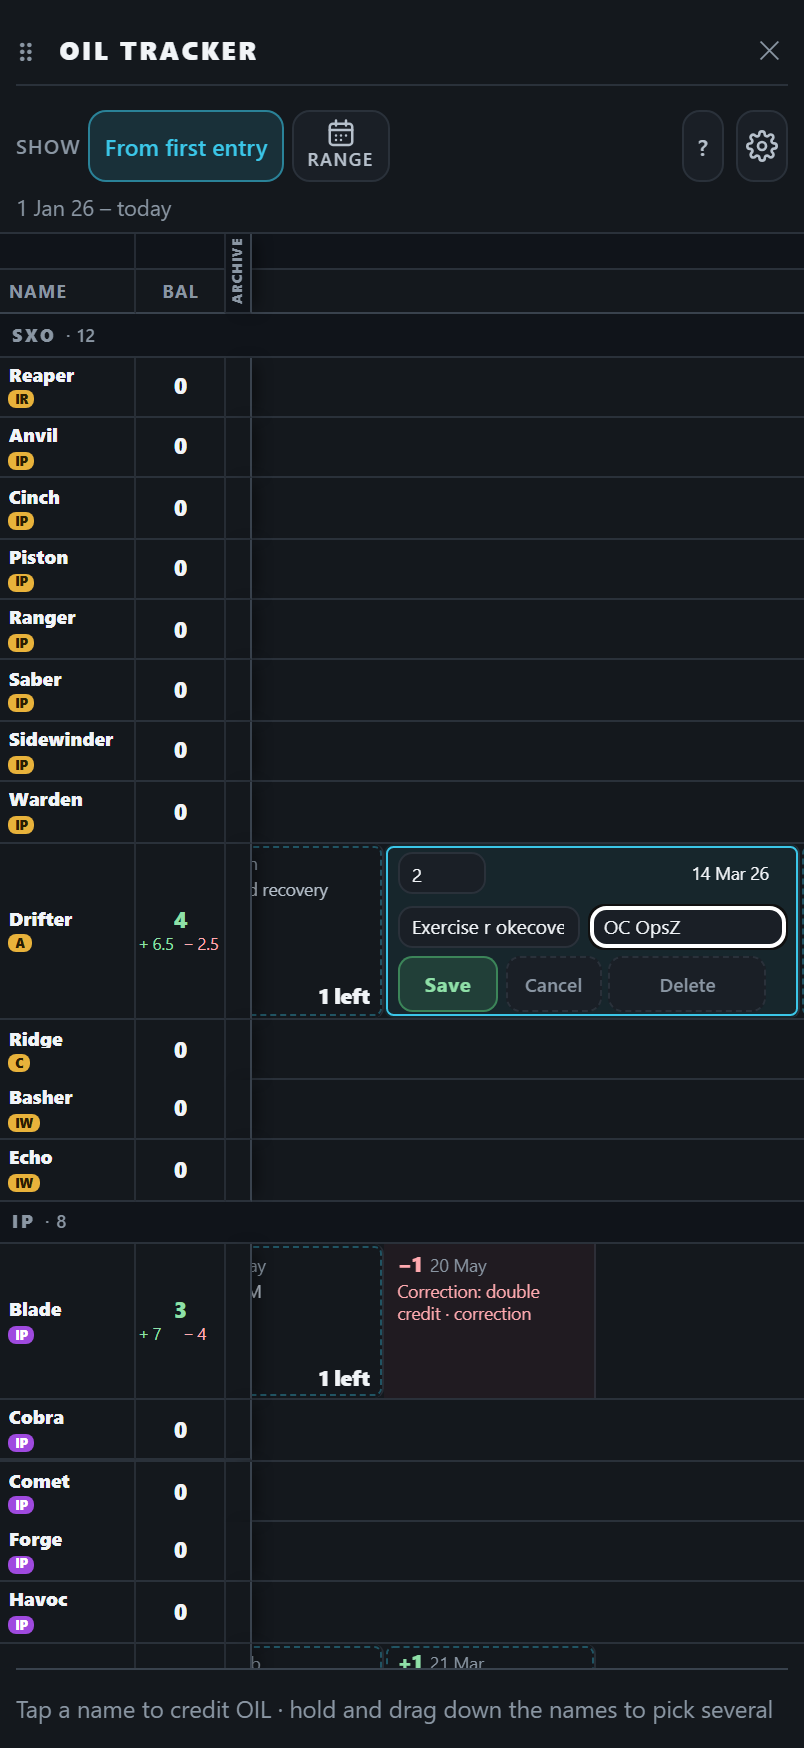 OIL TRACKER
SHOW
From first entry
RANGE
?
1 Jan 26 – today
ARCHIVE
NAME
BAL
SXO · 12
Reaper
IR
0
Anvil
IP
0
Cinch
IP
0
Piston
IP
0
Ranger
IP
0
Saber
IP
0
Sidewinder
IP
0
Warden
IP
0
Drifter
A
4
+ 6.5 – 2.5
recovery
1 left
2
14 Mar 26
Exercise r okecove
OC OpsZ
Save
Cancel
Delete
Ridge
C
0
Basher
IW
0
Echo
IW
0
IP · 8
Blade
IP
3
+ 7 – 4
1 left
–1 20 May
Correction: double
credit · correction
Cobra
IP
0
Comet
IP
0
Forge
IP
0
Havoc
IP
0
+1 21 Mar
Tap a name to credit OIL · hold and drag down the names to pick several